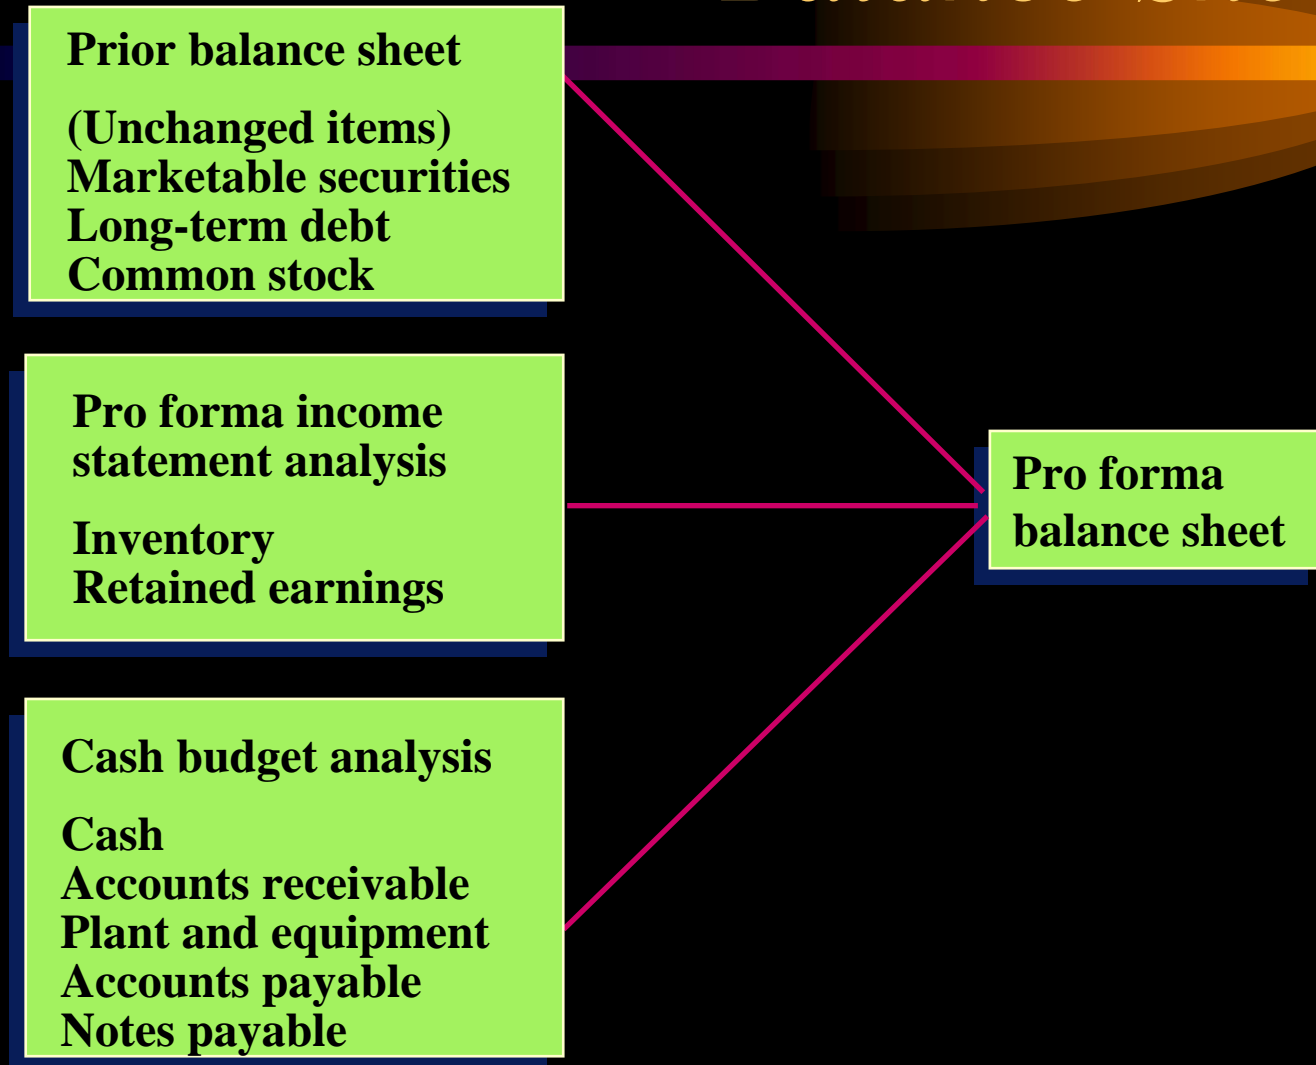 Prior balance sheet
(Unchanged items)
Marketable securities
Long-term debt
Common stock
Pro forma income
statement analysis
Inventory
Retained earnings
Cash budget analysis
Cash
Accounts receivable
Plant and equipment
Accounts payable
Notes payable
Pro forma
balance sheet